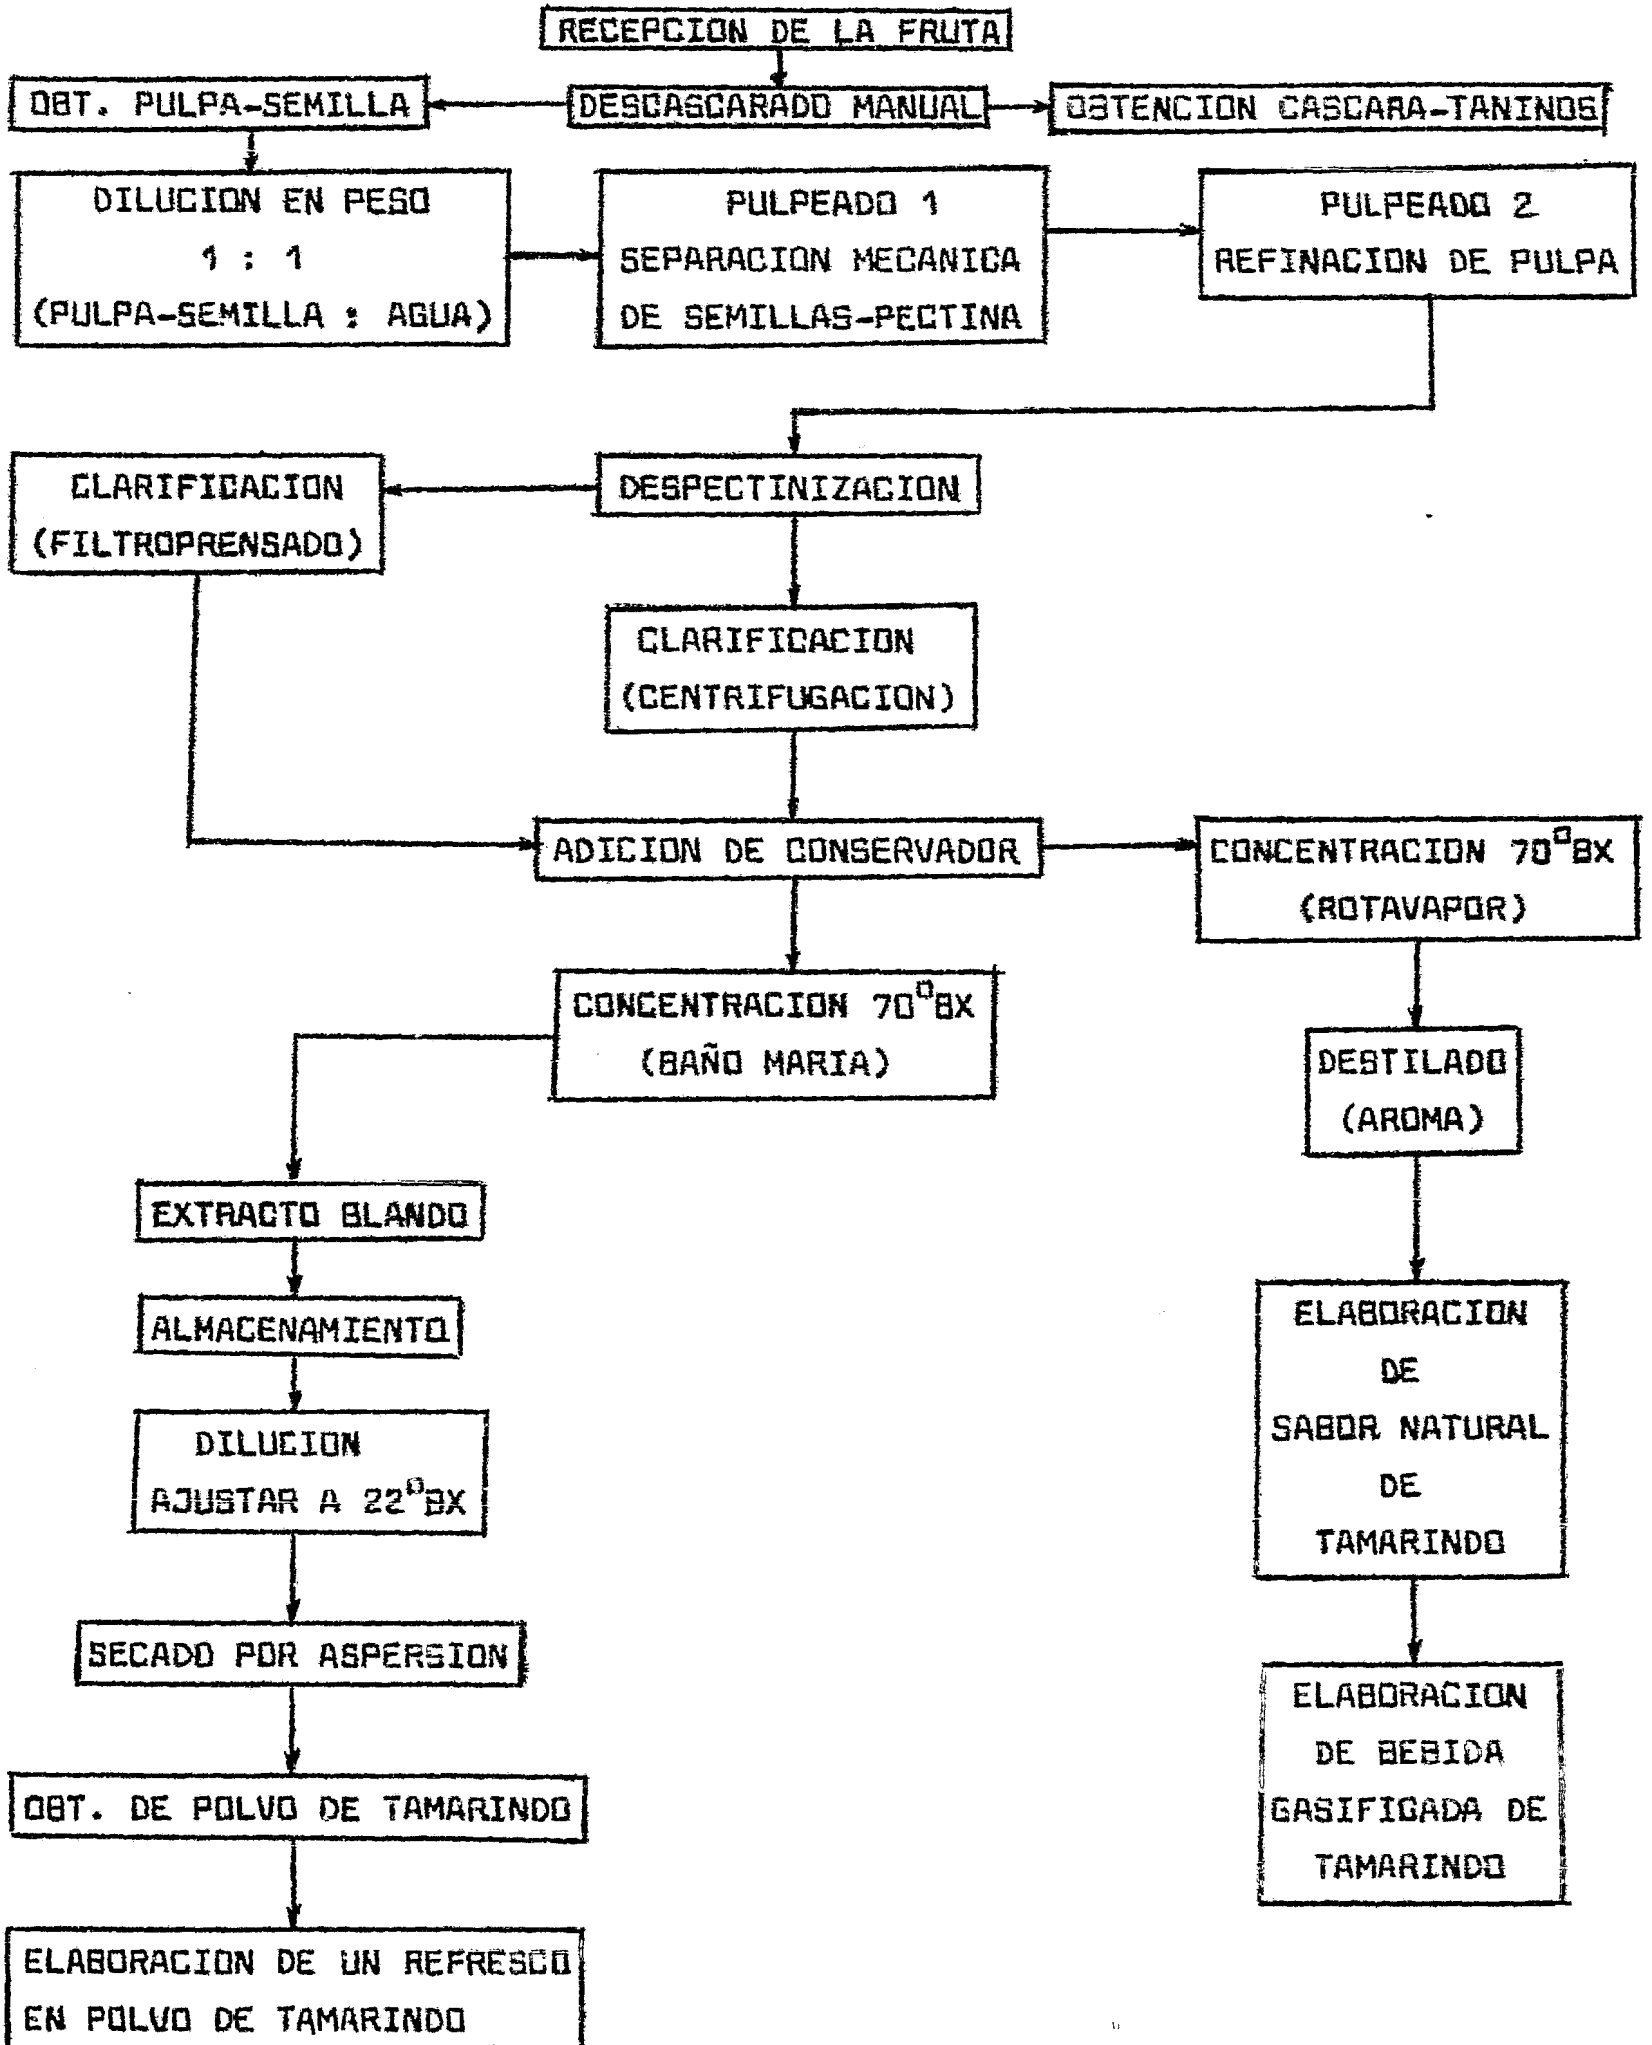 RECEPCION DE LA FRUTA
OBT. PULPA-SEMILLA
DESCASCARADO MANUAL
OBTENCION CASCARA-TANINOS
DILUCION EN PESO
1 : 1
(PULPA-SEMILLA : AGUA)
PULPEADO 1
SEPARACION MECANICA
DE SEMILLAS-PECTINA
PULPEADO 2
REFINACION DE PULPA
CLARIFICACION
(FILTROPRENSADO)
DESPECTINIZACION
CLARIFICACION
(CENTRIFUGACION)
ADICION DE CONSERVADOR
CONCENTRACION 70°BX
(ROTAVAPOR)
CONCENTRACION 70°BX
(BAÑO MARIA)
DESTILADO
(AROMA)
EXTRACTO BLANDO
ALMACENAMIENTO
DILUCION
AJUSTAR A 22°BX
SECADO POR ASPERSION
OBT. DE POLVO DE TAMARINDO
ELABORACION DE UN REFRESCO
EN POLVO DE TAMARINDO
ELABORACION
DE
SABOR NATURAL
DE
TAMARINDO
ELABORACION
DE BEBIDA
GASIFICADA DE
TAMARINDO